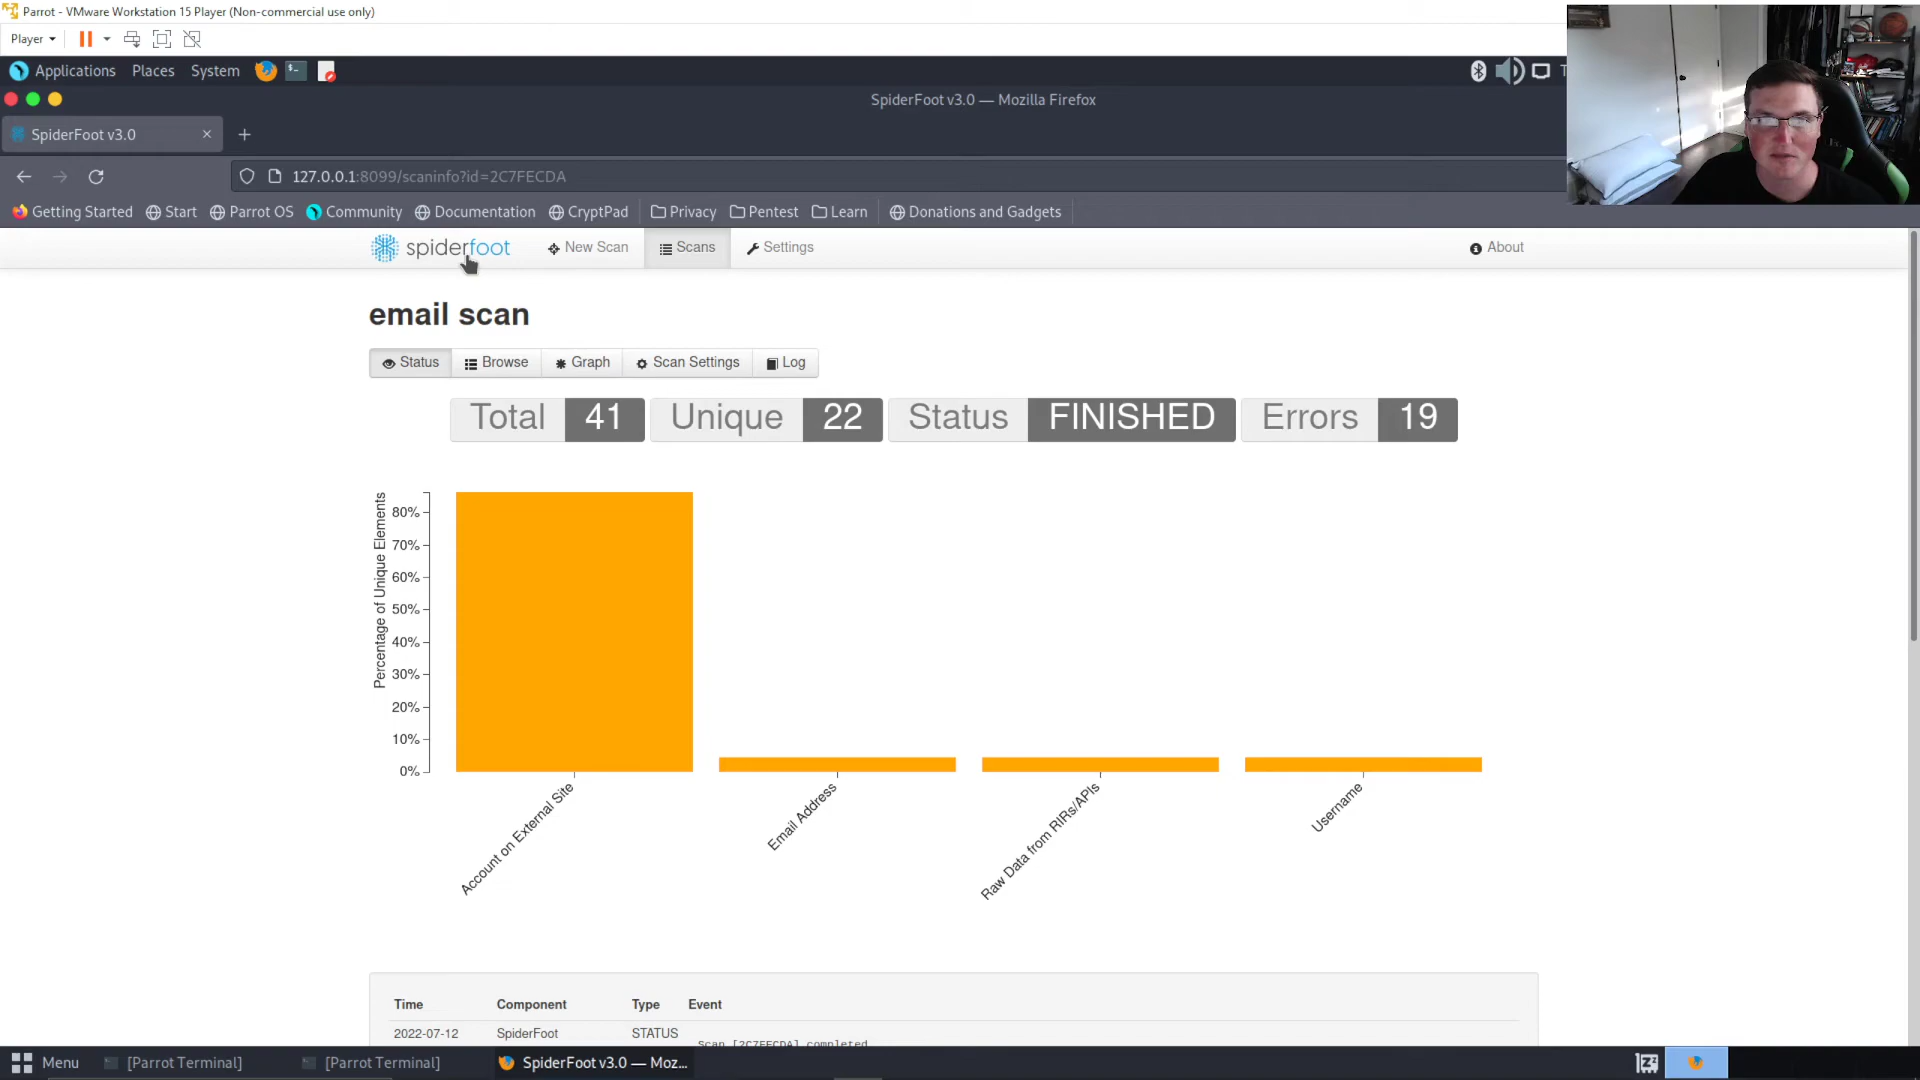 Parrot - VMware Workstation 15 Player (Non-commercial use only)
Player
Applications Places System
SpiderFoot v3.0 — Mozilla Firefox
SpiderFoot v3.0
127.0.0.1:8099/scaninfo?id=2C7FECDA
Getting Started Start Parrot OS Community Documentation CryptPad Privacy Pentest Learn Donations and Gadgets
spiderfoot New Scan Scans Settings About
email scan
Status Browse Graph Scan Settings Log
Total 41 Unique 22 Status FINISHED Errors 19
Percentage of Unique Elements
80%
70%
60%
50%
40%
30%
20%
10%
0%
Account on External Site
Email Address
Raw Data from RIRs/APIs
Username
Time Component Type Event
2022-07-12 SpiderFoot STATUS
Scan [2C7FECDA] completed
Menu [Parrot Terminal] [Parrot Terminal] SpiderFoot v3.0 — Moz...